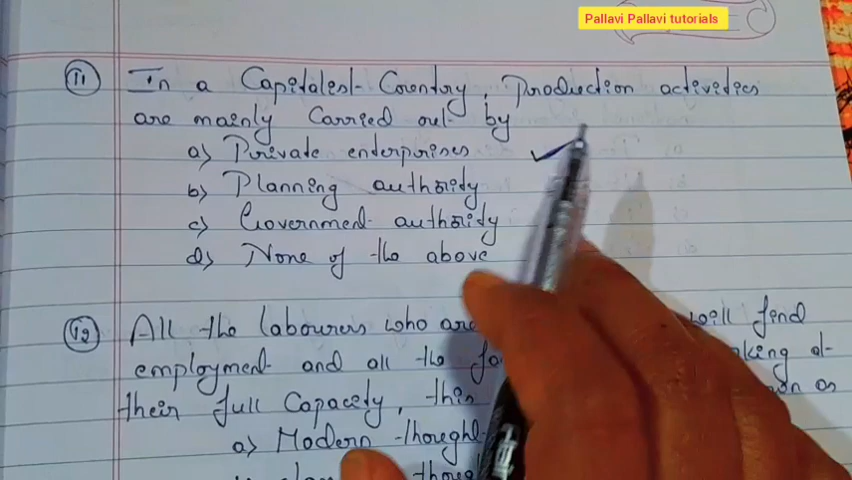 Pallavi Pallavi tutorials
11 In a Capitalest Country, Production activities
are mainly Carried out by
a) Private enterprises
b) Planning authority
c) Government authority
d) None of the above
12 All the labourers who are will find
employment and all the at
their full Capacity, this as
a) Modern thought